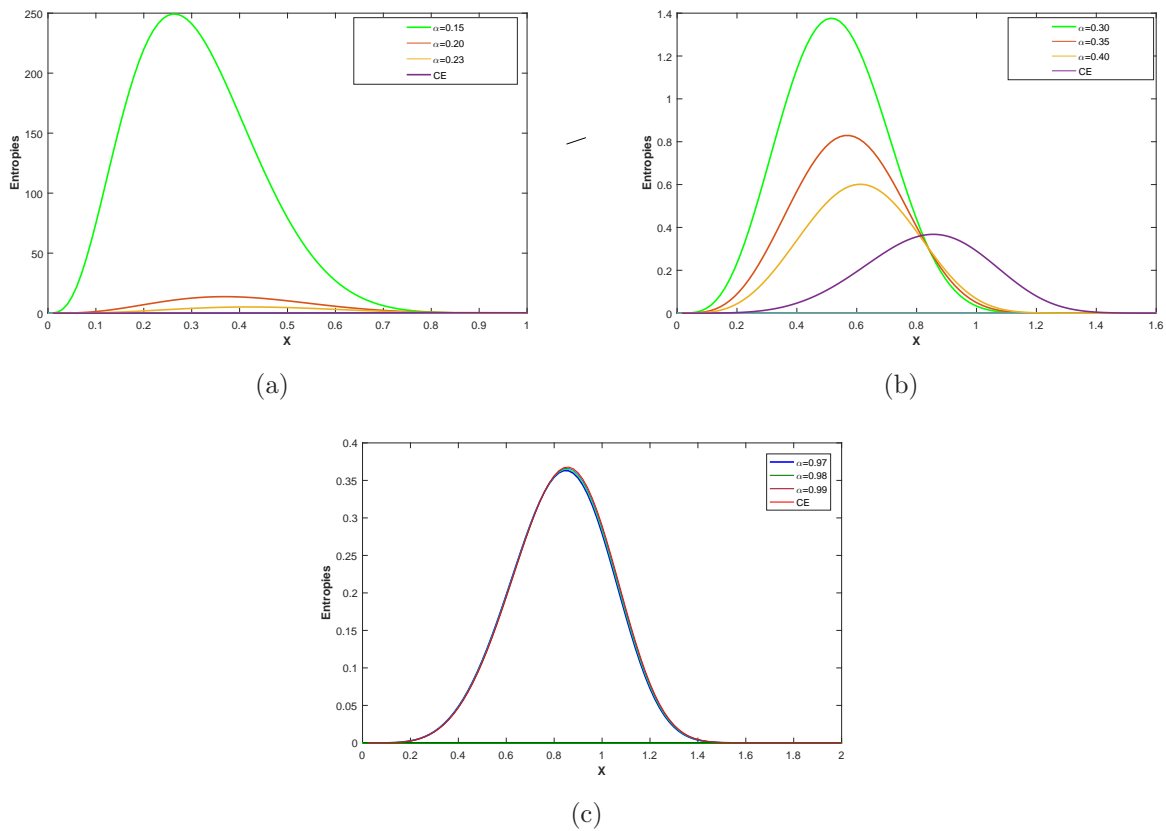 250
200
150
100
50
0
Entropies
0 0.1 0.2 0.3 0.4 0.5 0.6 0.7 0.8 0.9 1
X
α=0.15
α=0.20
α=0.23
CE
(a)
1.4
1.2
1
0.8
0.6
0.4
0.2
0
Entropies
0 0.2 0.4 0.6 0.8 1 1.2 1.4 1.6
X
α=0.30
α=0.35
α=0.40
CE
(b)
0.4
0.35
0.3
0.25
0.2
0.15
0.1
0.05
0
Entropies
0 0.2 0.4 0.6 0.8 1 1.2 1.4 1.6 1.8 2
X
α=0.97
α=0.98
α=0.99
CE
(c)